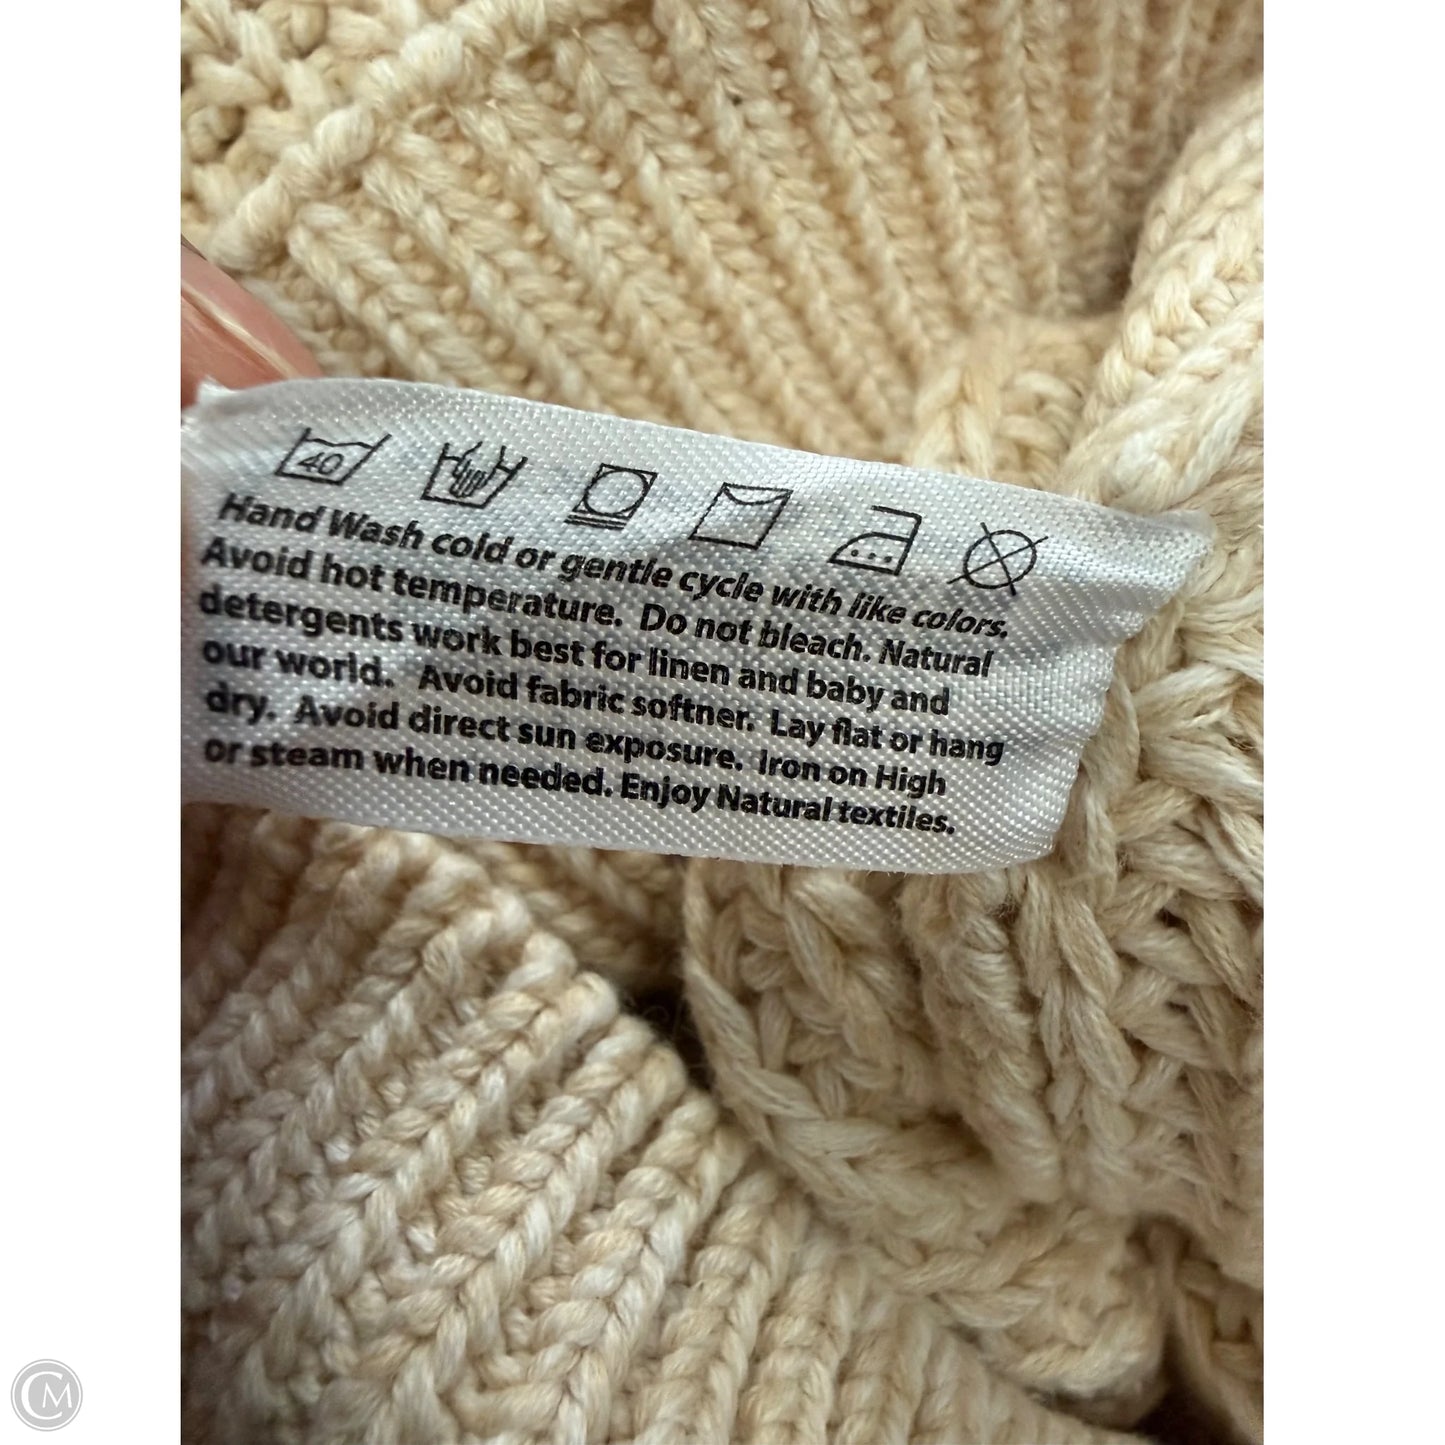 40
Hand Wash cold or gentle cycle with like colors.
Avoid hot temperature. Do not bleach. Natural
detergents work best for linen and baby and
our world. Avoid fabric softner. Lay flat or hang
dry. Avoid direct sun exposure. Iron on High
or steam when needed. Enjoy Natural textiles.
CM